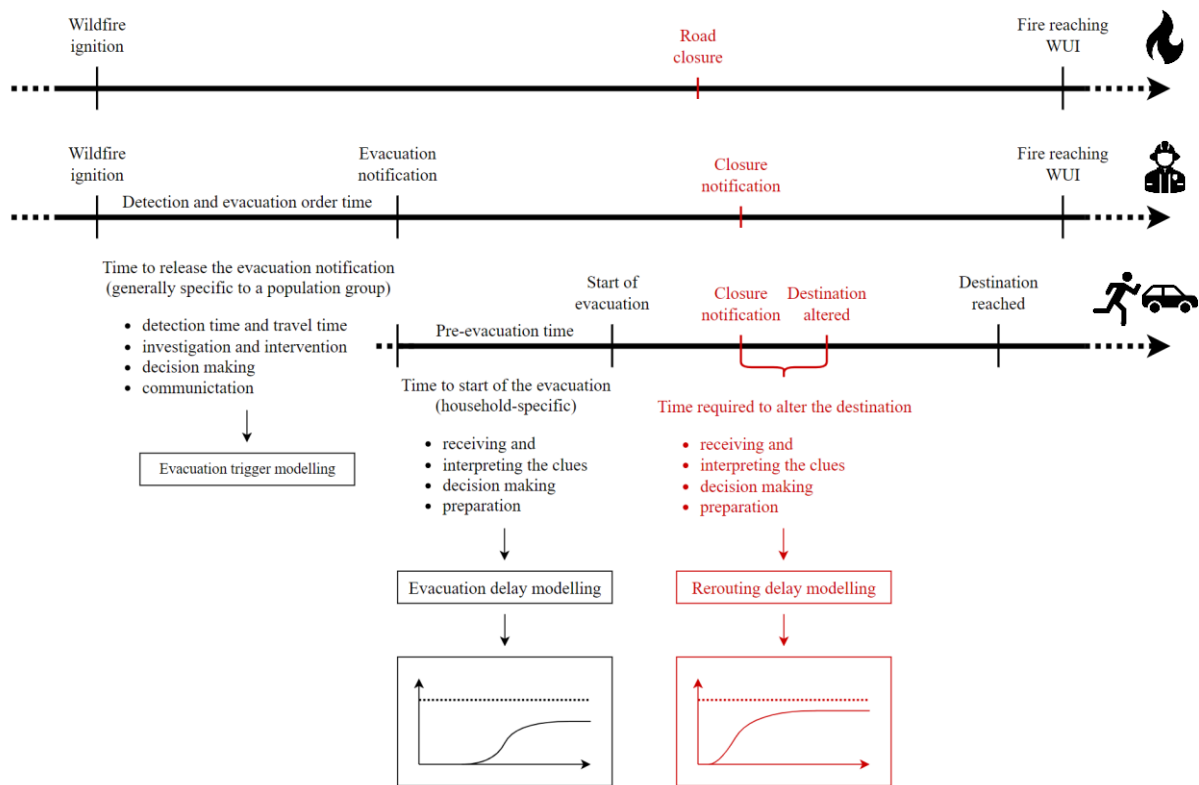 Wildfire
ignition
Road
closure
Fire reaching
WUI
Wildfire
ignition
Evacuation
notification
Closure
notification
Fire reaching
WUI
Detection and evacuation order time
Time to release the evacuation notification
(generally specific to a population group)
• detection time and travel time
• investigation and intervention
• decision making
• communictation
Evacuation trigger modelling
Pre-evacuation time
Start of
evacuation
Closure
notification
Destination
altered
Destination
reached
Time to start of the evacuation
(household-specific)
• receiving and
• interpreting the clues
• decision making
• preparation
Evacuation delay modelling
Time required to alter the destination
• receiving and
• interpreting the clues
• decision making
• preparation
Rerouting delay modelling